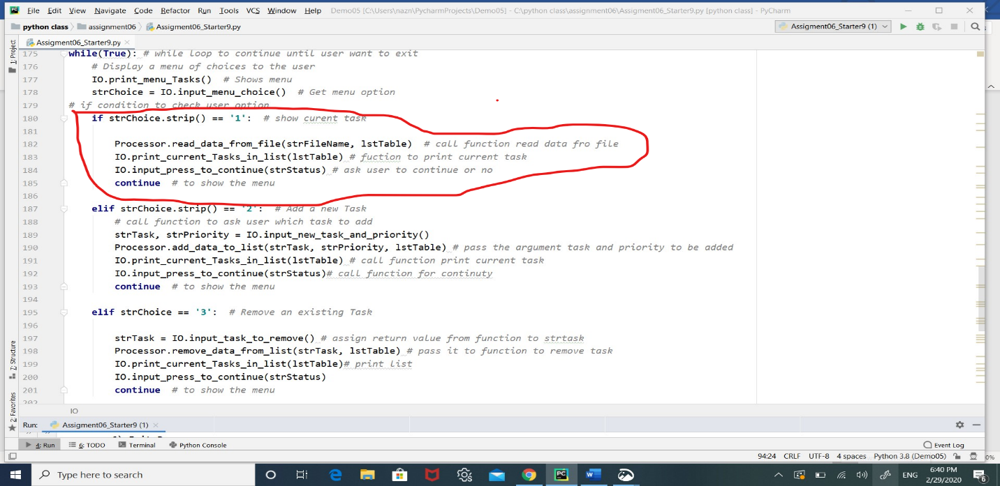 File Edit View Navigate Code Refactor Run Tools VCS Window Help Demo05 [C:\Users\nazn\PycharmProjects\Demo05] - C:\python class\assignment06\Assigment06_Starter9.py [python class] - PyCharm
python class assignment06 Assigment06_Starter9.py Assigment06_Starter9 (1)
Assigment06_Starter9.py
1: Project
175 while(True): # while loop to continue until user want to exit
176 # Display a menu of choices to the user
177 IO.print_menu_Tasks() # Shows menu
178 strChoice = IO.input_menu_choice() # Get menu option
179 # if condition to check user option
180 if strChoice.strip() == '1': # show curent task
181
182 Processor.read_data_from_file(strFileName, lstTable) # call function read data fro file
183 IO.print_current_Tasks_in_list(lstTable) # fuction to print current task
184 IO.input_press_to_continue(strStatus) # ask user to continue or no
185 continue # to show the menu
186
187 elif strChoice.strip() == '2': # Add a new Task
188 # call function to ask user which task to add
189 strTask, strPriority = IO.input_new_task_and_priority()
190 Processor.add_data_to_list(strTask, strPriority, lstTable) # pass the argument task and priority to be added
191 IO.print_current_Tasks_in_list(lstTable) # call function print current task
192 IO.input_press_to_continue(strStatus)# call function for continuty
193 continue # to show the menu
194
195 elif strChoice == '3': # Remove an existing Task
196
197 strTask = IO.input_task_to_remove() # assign return value from function to strtask
198 Processor.remove_data_from_list(strTask, lstTable) # pass it to function to remove task
199 IO.print_current_Tasks_in_list(lstTable)# print list
200 IO.input_press_to_continue(strStatus)
201 continue # to show the menu
202
7: Structure
2: Favorites
IO
Run: Assigment06_Starter9 (1)
4: Run 6: TODO Terminal Python Console Event Log
94:24 CRLF UTF-8 4 spaces Python 3.8 (Demo05) 0%
Type here to search
ENG 6:40 PM
2/29/2020 6